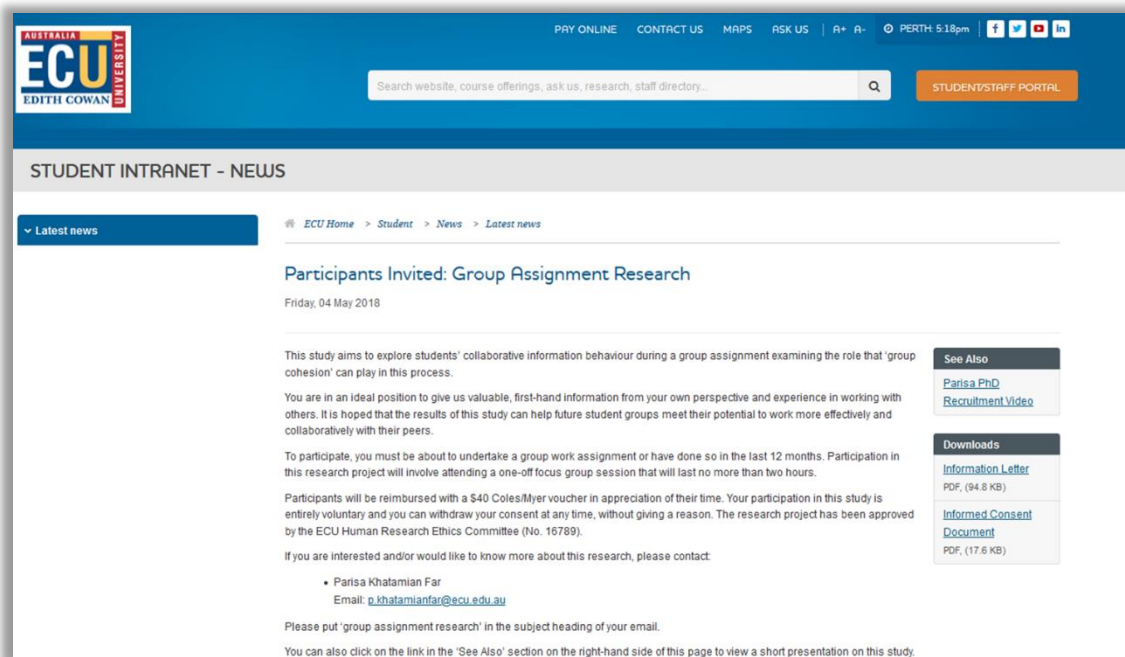 AUSTRALIA
ECU
EDITH COWAN
UNIVERSITY
PAY ONLINE CONTACT US MAPS ASK US | A+ A- PERTH: 5:18pm
Search website, course offerings, ask us, research, staff directory...
STUDENT/STAFF PORTAL
STUDENT INTRANET - NEWS
Latest news
ECU Home > Student > News > Latest news
Participants Invited: Group Assignment Research
Friday, 04 May 2018
This study aims to explore students' collaborative information behaviour during a group assignment examining the role that 'group
cohesion' can play in this process.
You are in an ideal position to give us valuable, first-hand information from your own perspective and experience in working with
others. It is hoped that the results of this study can help future student groups meet their potential to work more effectively and
collaboratively with their peers.
To participate, you must be about to undertake a group work assignment or have done so in the last 12 months. Participation in
this research project will involve attending a one-off focus group session that will last no more than two hours.
Participants will be reimbursed with a $40 Coles/Myer voucher in appreciation of their time. Your participation in this study is
entirely voluntary and you can withdraw your consent at any time, without giving a reason. The research project has been approved
by the ECU Human Research Ethics Committee (No. 16789).
If you are interested and/or would like to know more about this research, please contact:
• Parisa Khatamian Far
Email: p.khatamianfar@ecu.edu.au
Please put 'group assignment research' in the subject heading of your email.
You can also click on the link in the 'See Also' section on the right-hand side of this page to view a short presentation on this study.
See Also
Parisa PhD
Recruitment Video
Downloads
Information Letter
PDF, (94.8 KB)
Informed Consent
Document
PDF, (17.6 KB)